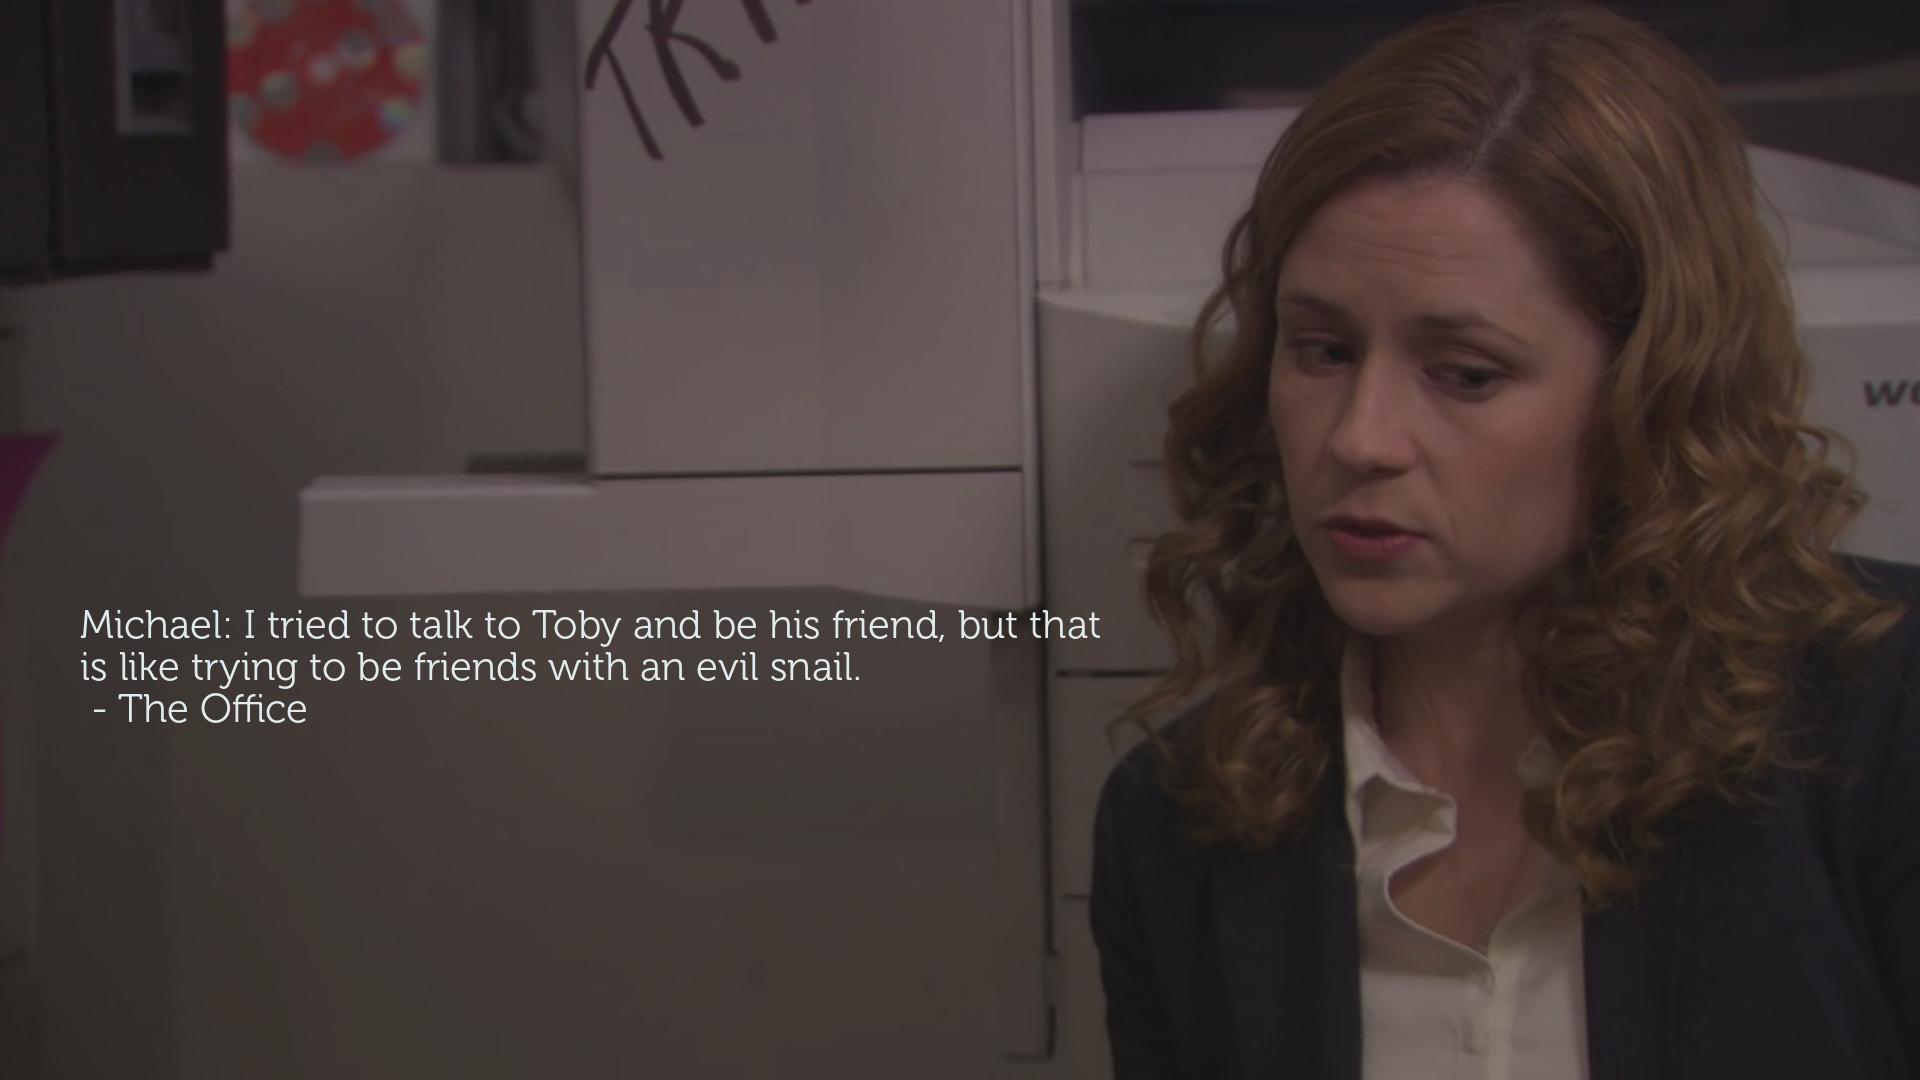 Michael: I tried to talk to Toby and be his friend, but that
is like trying to be friends with an evil snail.
 - The Office